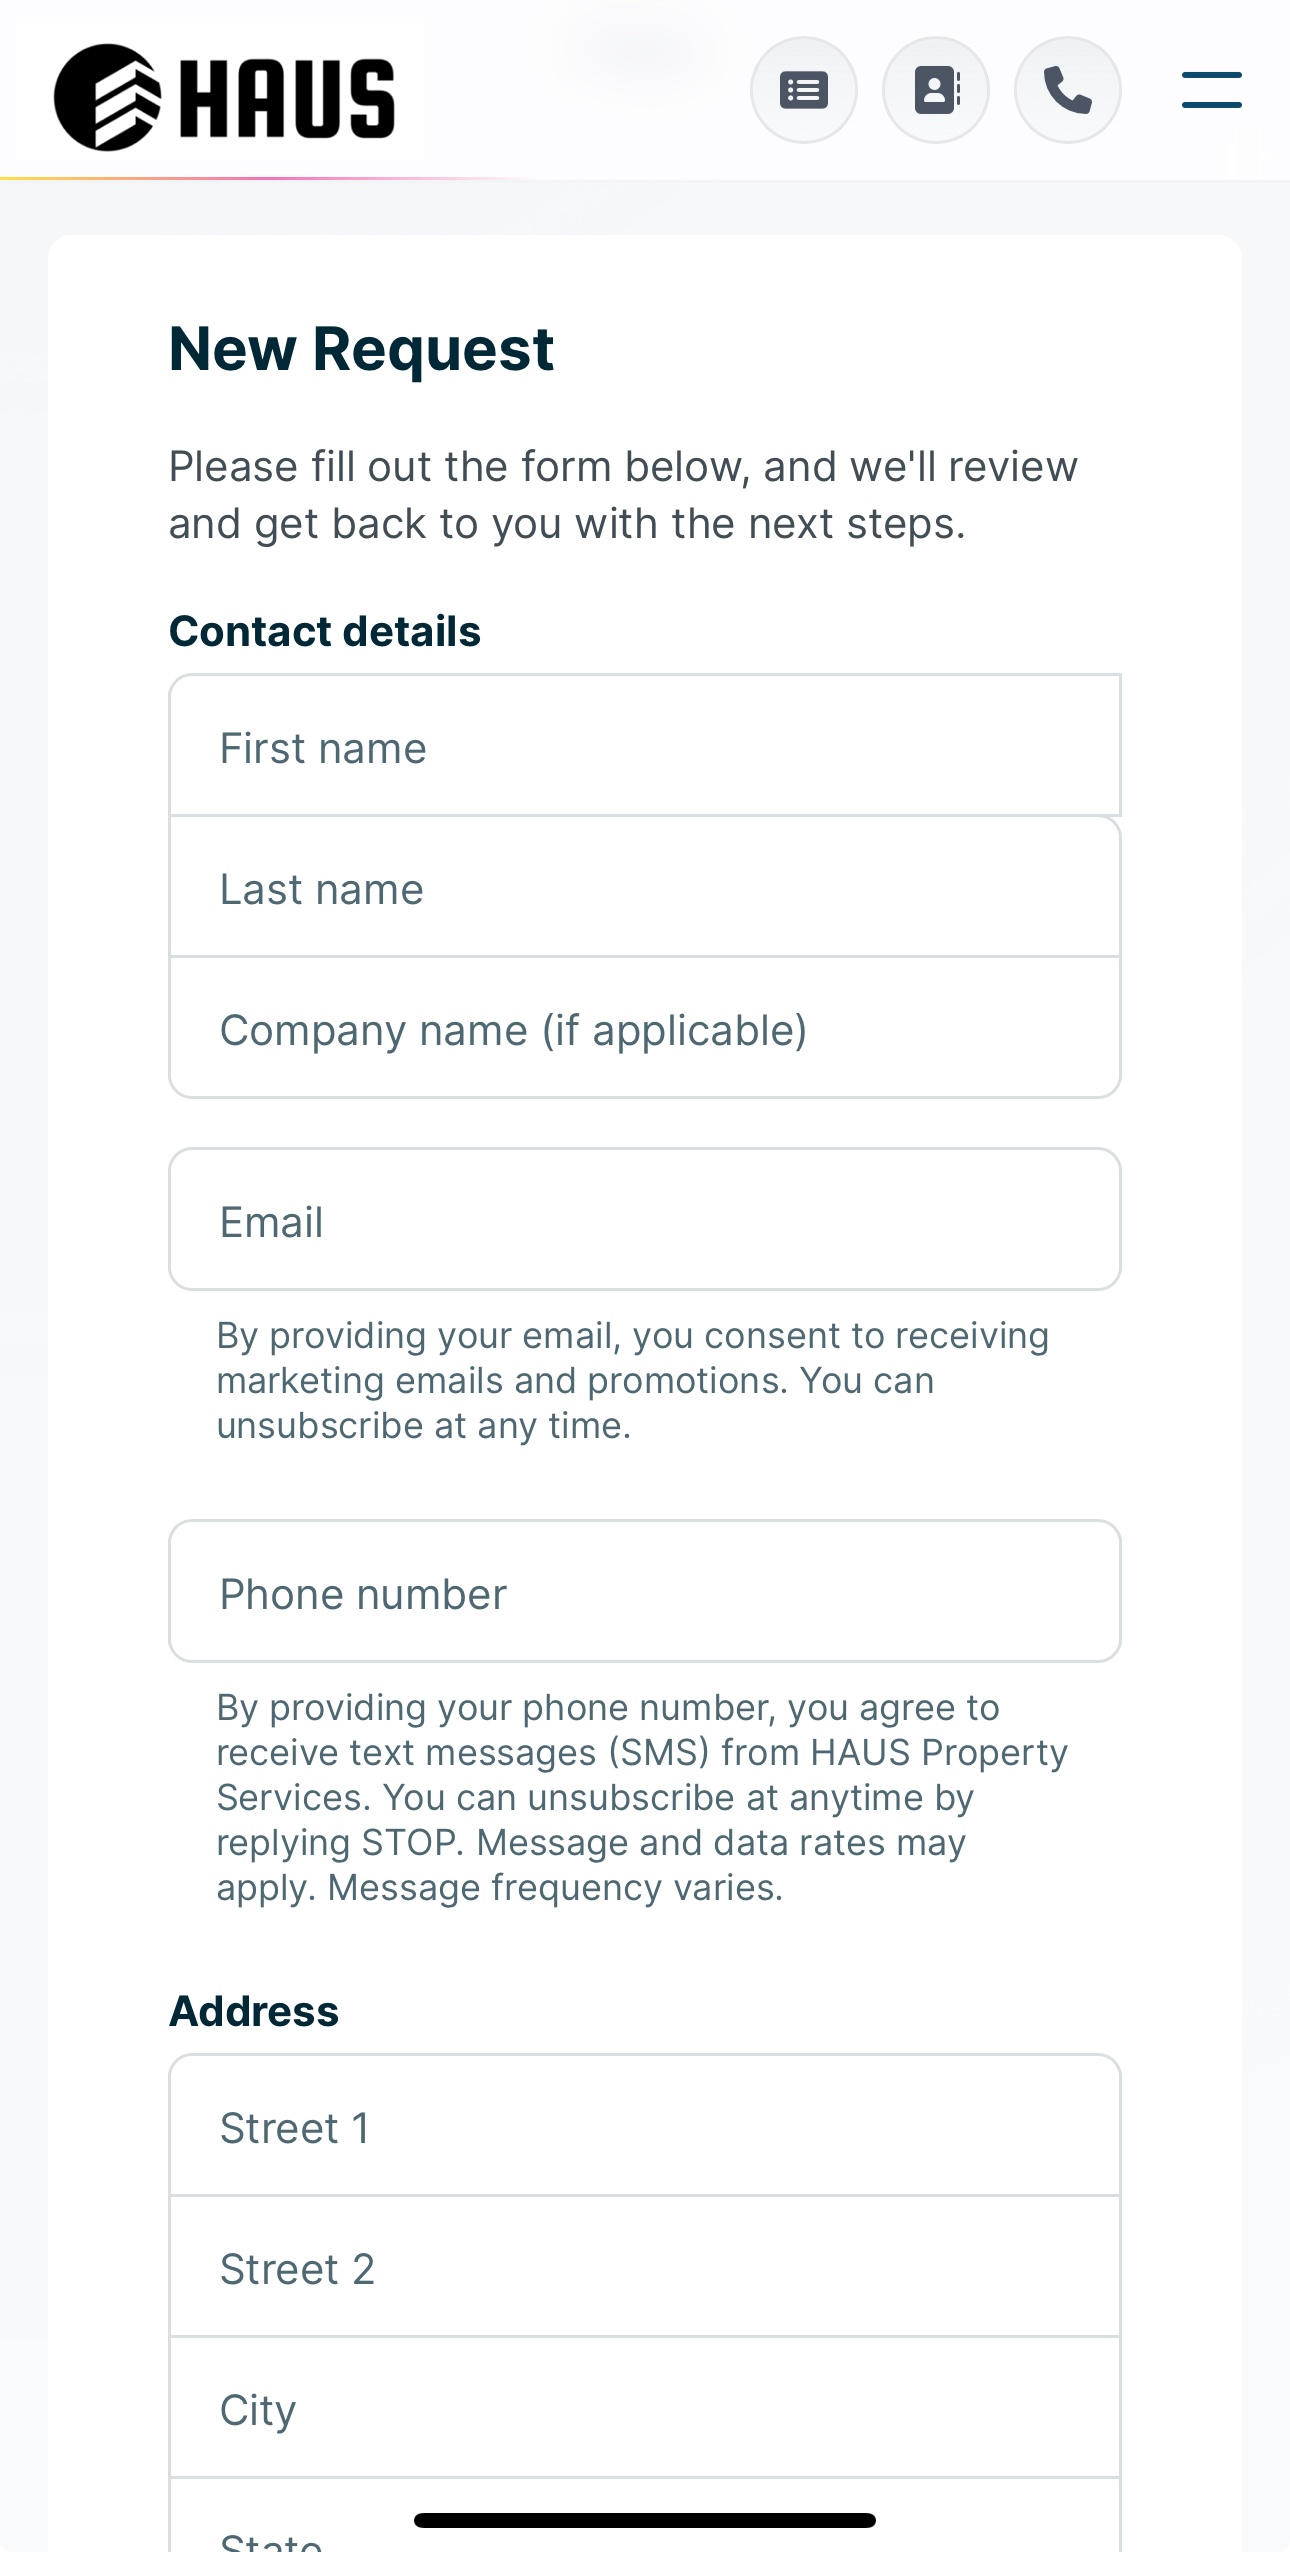 HAUS
New Request
Please fill out the form below, and we'll review
and get back to you with the next steps.
Contact details
First name
Last name
Company name (if applicable)
Email
By providing your email, you consent to receiving
marketing emails and promotions. You can
unsubscribe at any time.
Phone number
By providing your phone number, you agree to
receive text messages (SMS) from HAUS Property
Services. You can unsubscribe at anytime by
replying STOP. Message and data rates may
apply. Message frequency varies.
Address
Street 1
Street 2
City
State